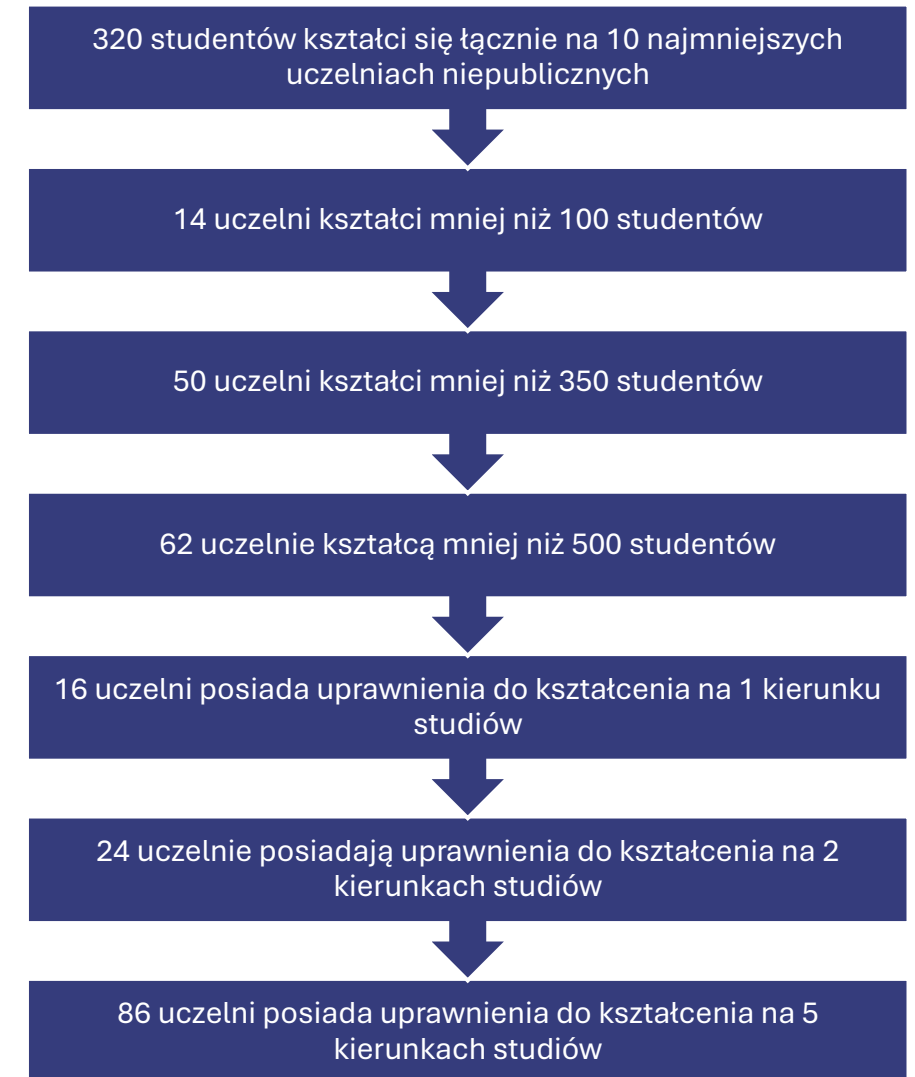 320 studentów kształci się łącznie na 10 najmniejszych
uczelniach niepublicznych
14 uczelni kształci mniej niż 100 studentów
50 uczelni kształci mniej niż 350 studentów
62 uczelnie kształcą mniej niż 500 studentów
16 uczelni posiada uprawnienia do kształcenia na 1 kierunku
studiów
24 uczelnie posiadają uprawnienia do kształcenia na 2
kierunkach studiów
86 uczelni posiada uprawnienia do kształcenia na 5
kierunkach studiów